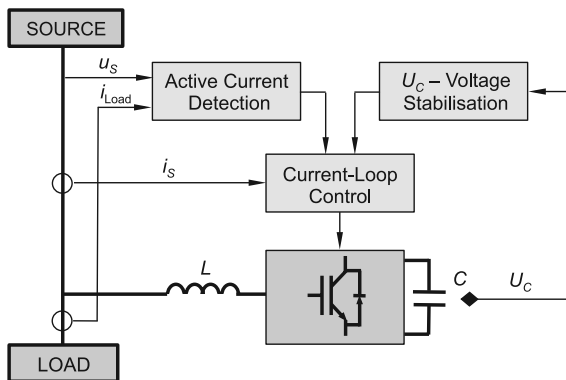 SOURCE
u_S
i_Load
Active Current
Detection
U_C – Voltage
Stabilisation
i_S
Current-Loop
Control
L
C
U_C
LOAD